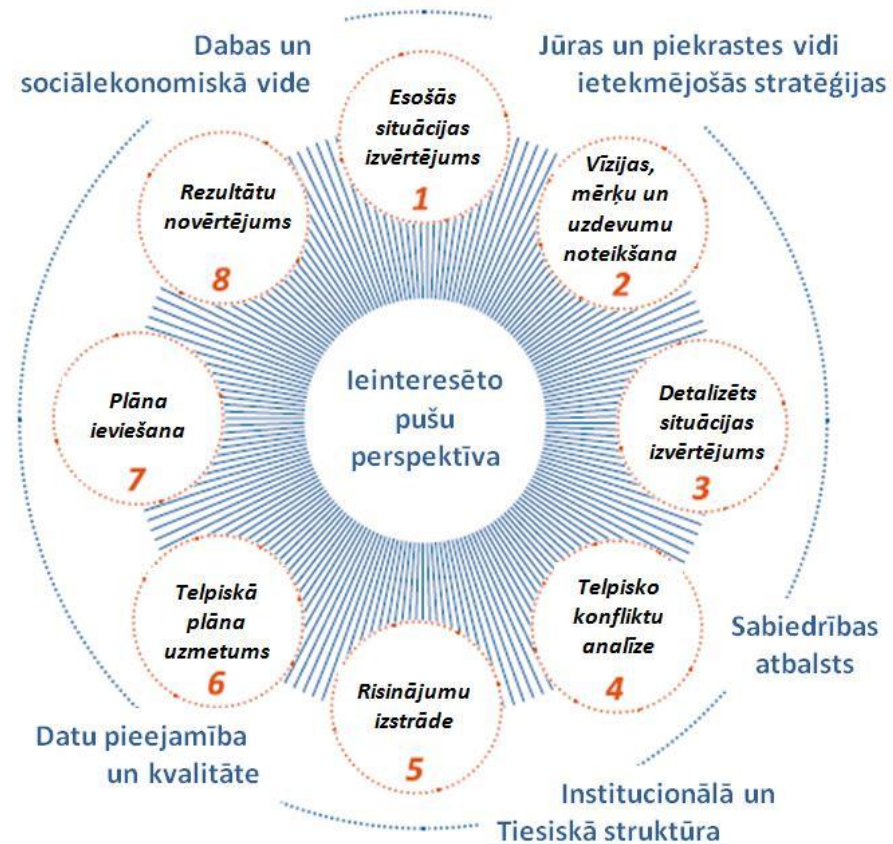 Dabas un
sociālekonomiskā vide
Jūras un piekrastes vidi
ietekmējošās stratēģijas
Esošās
situācijas
izvērtējums
1
Vīzijas,
mērķu un
uzdevumu
noteikšana
2
Detalizēts
situācijas
izvērtējums
3
Telpisko
konfliktu
analīze
4
Risinājumu
izstrāde
5
Telpiskā
plāna
uzmetums
6
Plāna
ieviešana
7
Rezultātu
novērtējums
8
Ieinteresēto
pušu
perspektīva
Sabiedrības
atbalsts
Institucionālā un
Tiesiskā struktūra
Datu pieejamība
un kvalitāte